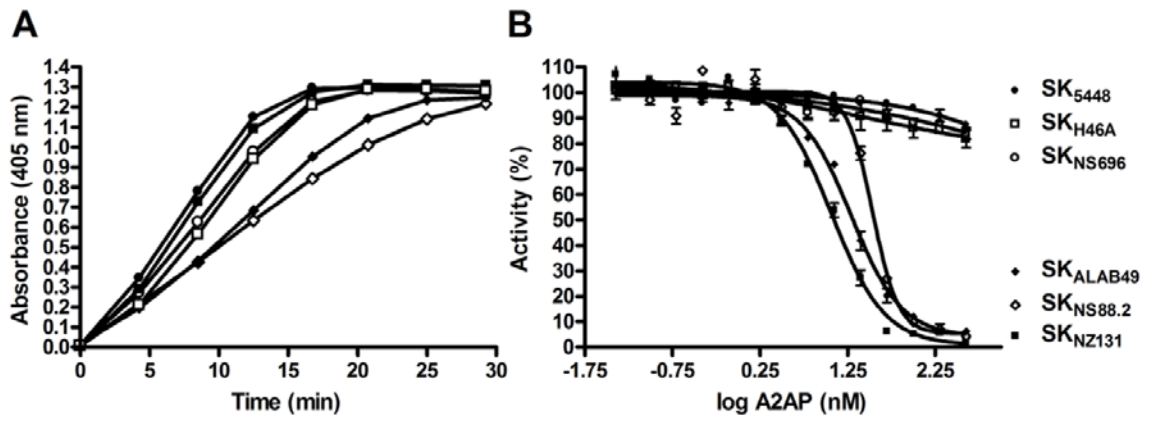 A
Absorbance (405 nm)
1.4
1.3
1.2
1.1
1.0
0.9
0.8
0.7
0.6
0.5
0.4
0.3
0.2
0.1
0.0
0 5 10 15 20 25 30
Time (min)
B
Activity (%)
110
100
90
80
70
60
50
40
30
20
10
0
-1.75 -0.75 0.25 1.25 2.25
log A2AP (nM)
SK5448
SKH46A
SKNS696
SKALAB49
SKNS88.2
SKNZ131